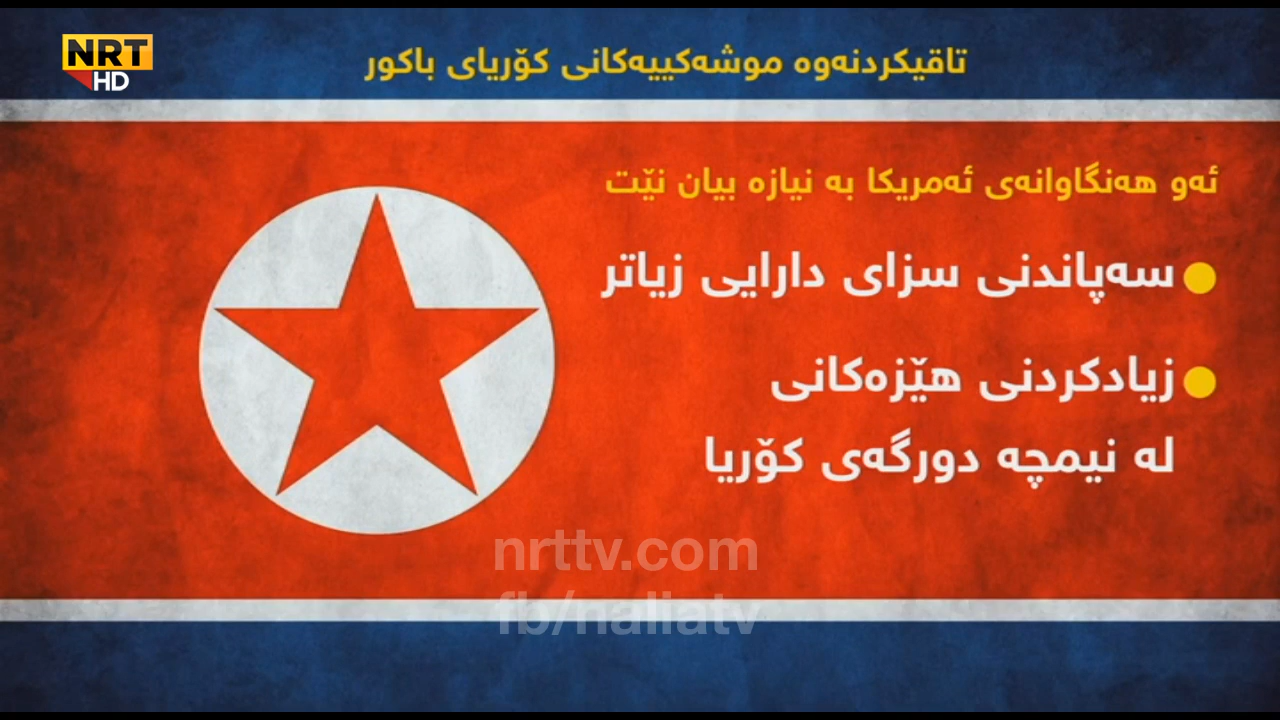 NRT
HD
تاقیکردنەوە موشەکییەکانی کۆریای باکور
ئەو هەنگاوانەی ئەمریکا بە نیازە بیان نێت
سەپاندنی سزای دارایی زیاتر
زیادکردنی هێزەکانی
لە نیمچە دورگەی کۆریا
nrttv.com
fb/naliatv